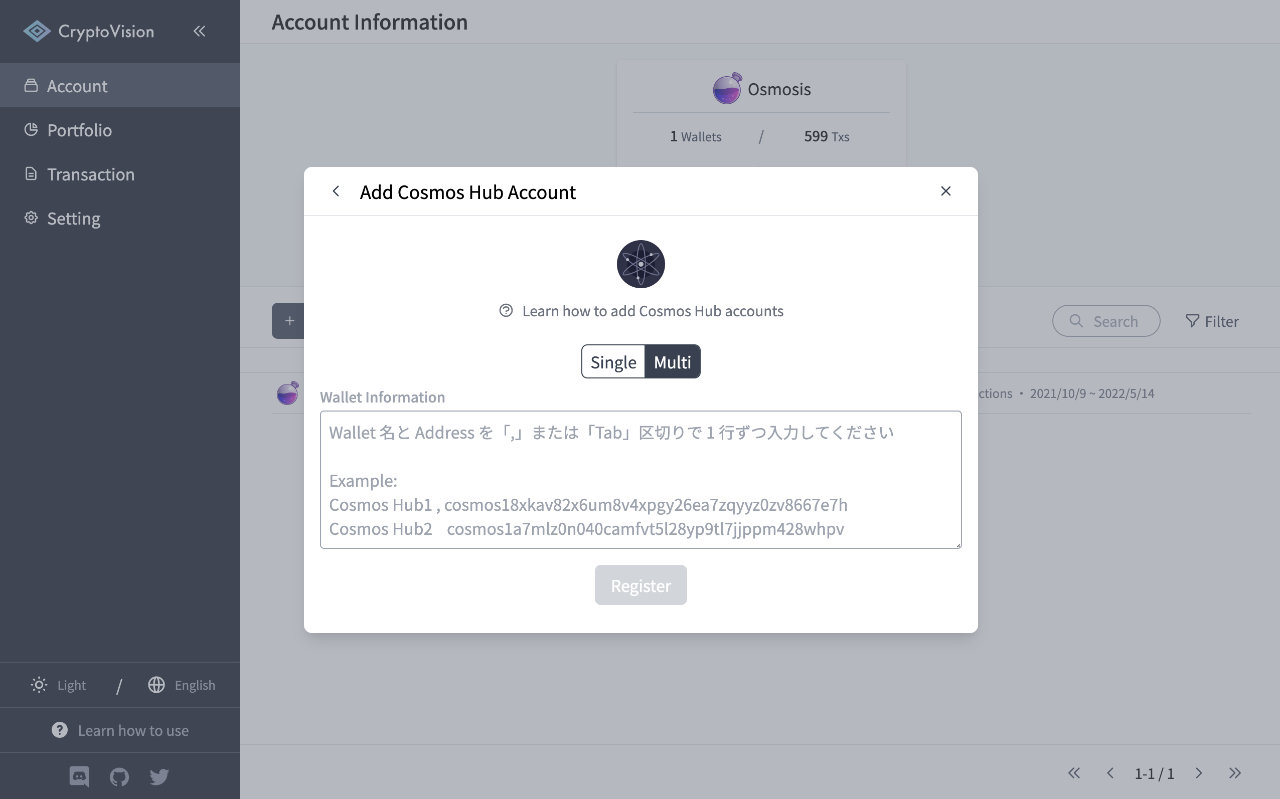 CryptoVision
Account
Portfolio
Transaction
Setting
Light / English
Learn how to use
Account Information
Osmosis
1 Wallets / 599 Txs
+
Search
Filter
ctions・2021/10/9 ~ 2022/5/14
Add Cosmos Hub Account
Learn how to add Cosmos Hub accounts
Single Multi
Wallet Information
Wallet 名と Address を「,」または「Tab」区切りで 1 行ずつ入力してください
Example:
Cosmos Hub1 , cosmos18xkav82x6um8v4xpgy26ea7zqyyz0zv8667e7h
Cosmos Hub2 cosmos1a7mlz0n040camfvt5l28yp9tl7jjppm428whpv
Register
1-1 / 1